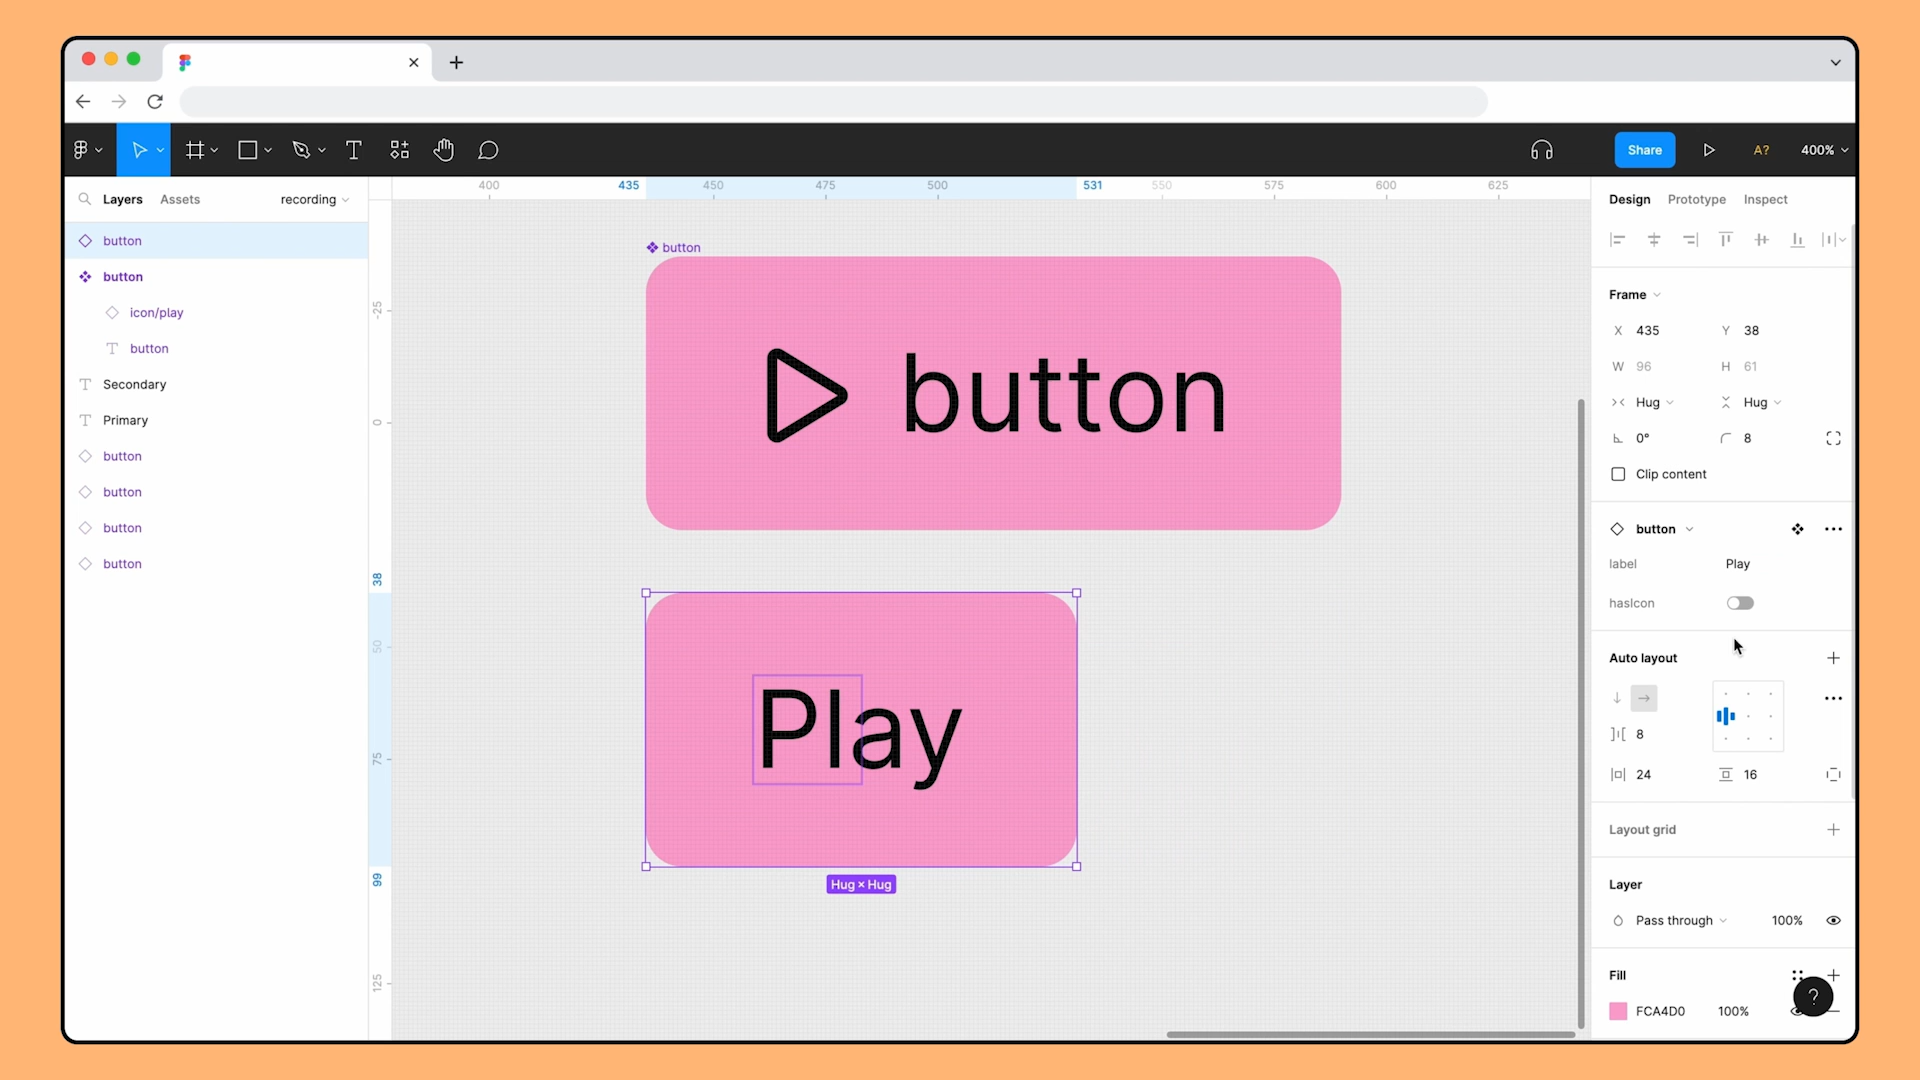 Share
A?
400%
Layers
Assets
recording
400
435
450
475
500
531
550
575
600
625
Design
Prototype
Inspect
button
button
icon/play
button
Secondary
Primary
button
button
button
button
-25
0
38
50
75
99
125
button
button
Play
Hug × Hug
Frame
X 435
Y 38
W 96
H 61
Hug
Hug
0°
8
Clip content
button
label
Play
hasIcon
Auto layout
8
24
16
Layout grid
Layer
Pass through
100%
Fill
FCA4D0
100%
?